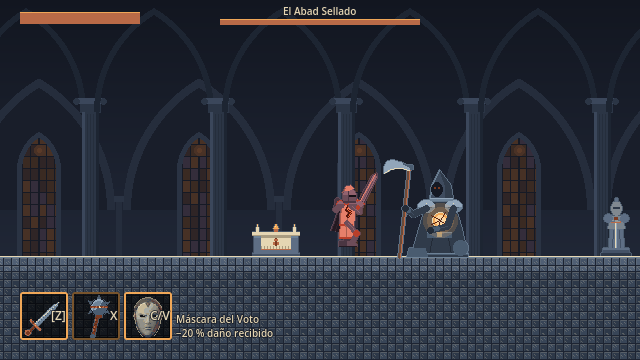 El Abad Sellado
[Z]
X
C/V
Máscara del Voto
−20 % daño recibido